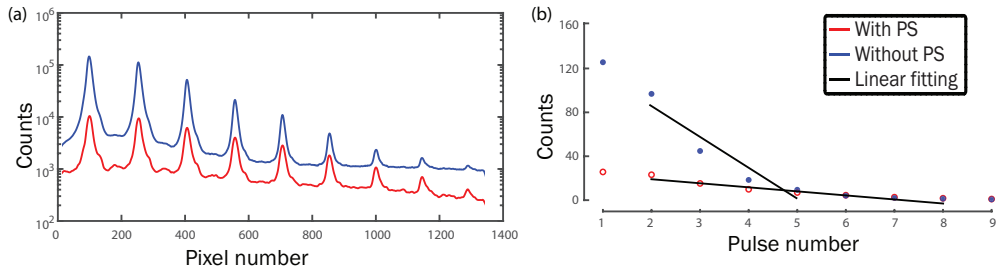 (a)
10^6
10^5
10^4
10^3
10^2
Counts
0 200 400 600 800 1000 1200 1400
Pixel number
(b)
160
120
80
40
0
Counts
1 2 3 4 5 6 7 8 9
Pulse number
With PS
Without PS
Linear fitting